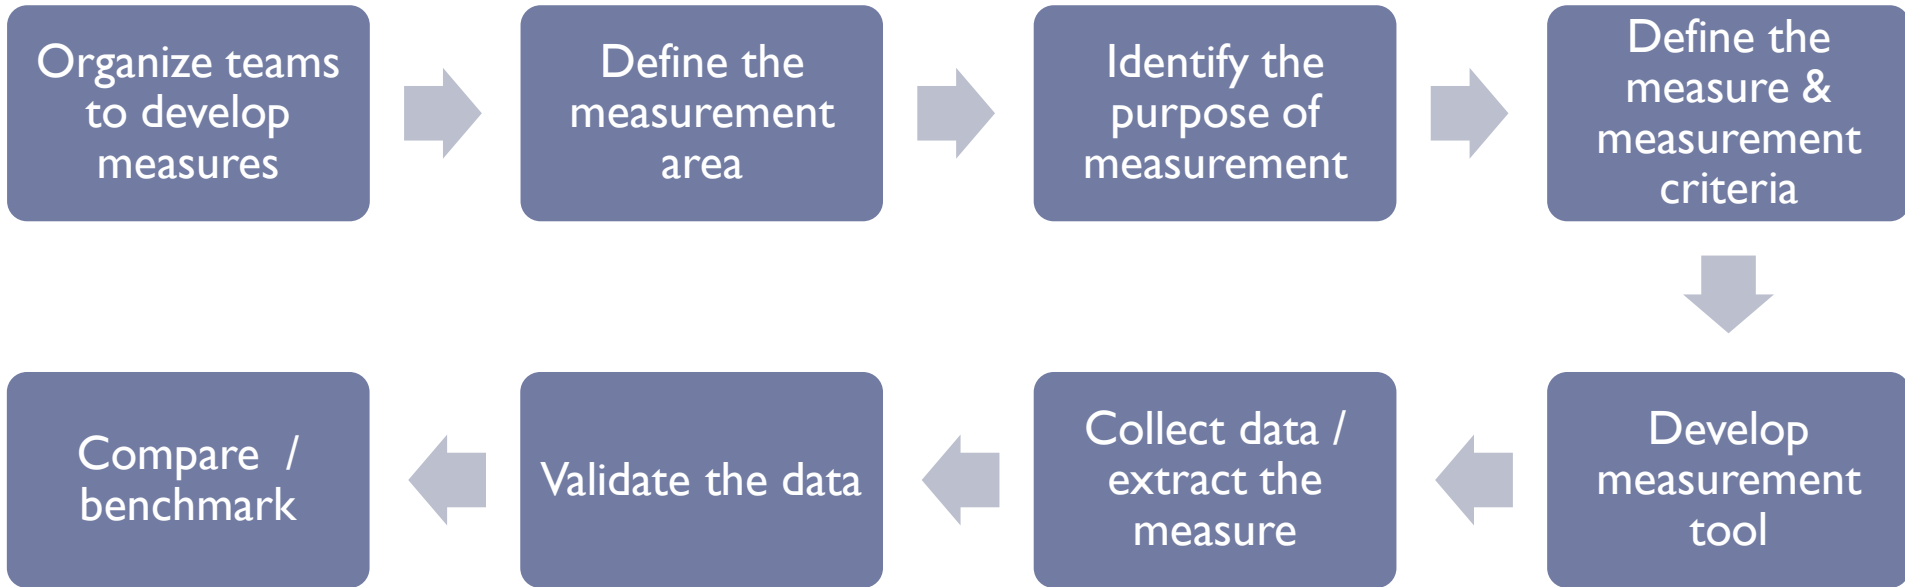 Organize teams
to develop
measures
Define the
measurement
area
Identify the
purpose of
measurement
Define the
measure &
measurement
criteria
Develop
measurement
tool
Collect data /
extract the
measure
Validate the data
Compare /
benchmark